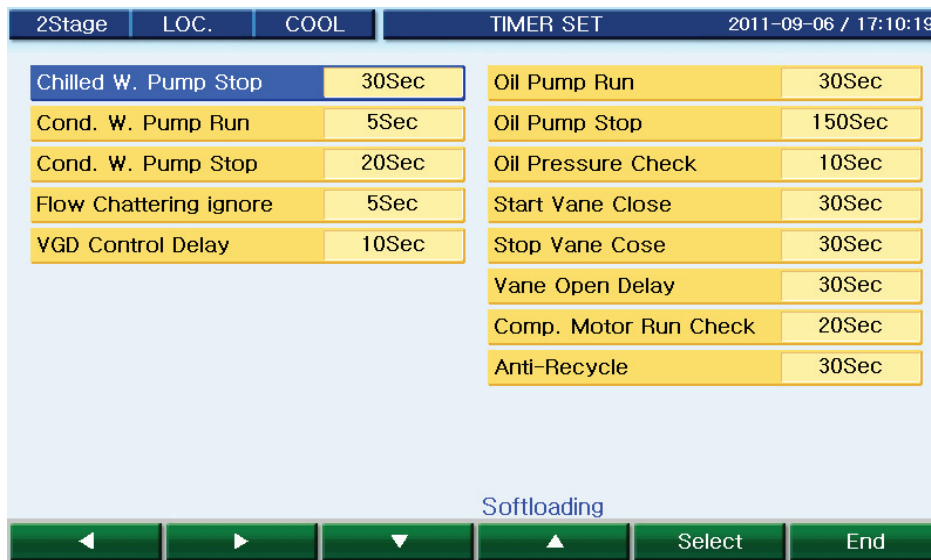 2Stage LOC. COOL TIMER SET 2011-09-06 / 17:10:19
Chilled W. Pump Stop 30Sec
Cond. W. Pump Run 5Sec
Cond. W. Pump Stop 20Sec
Flow Chattering ignore 5Sec
VGD Control Delay 10Sec
Oil Pump Run 30Sec
Oil Pump Stop 150Sec
Oil Pressure Check 10Sec
Start Vane Close 30Sec
Stop Vane Cose 30Sec
Vane Open Delay 30Sec
Comp. Motor Run Check 20Sec
Anti-Recycle 30Sec
Softloading
Select End